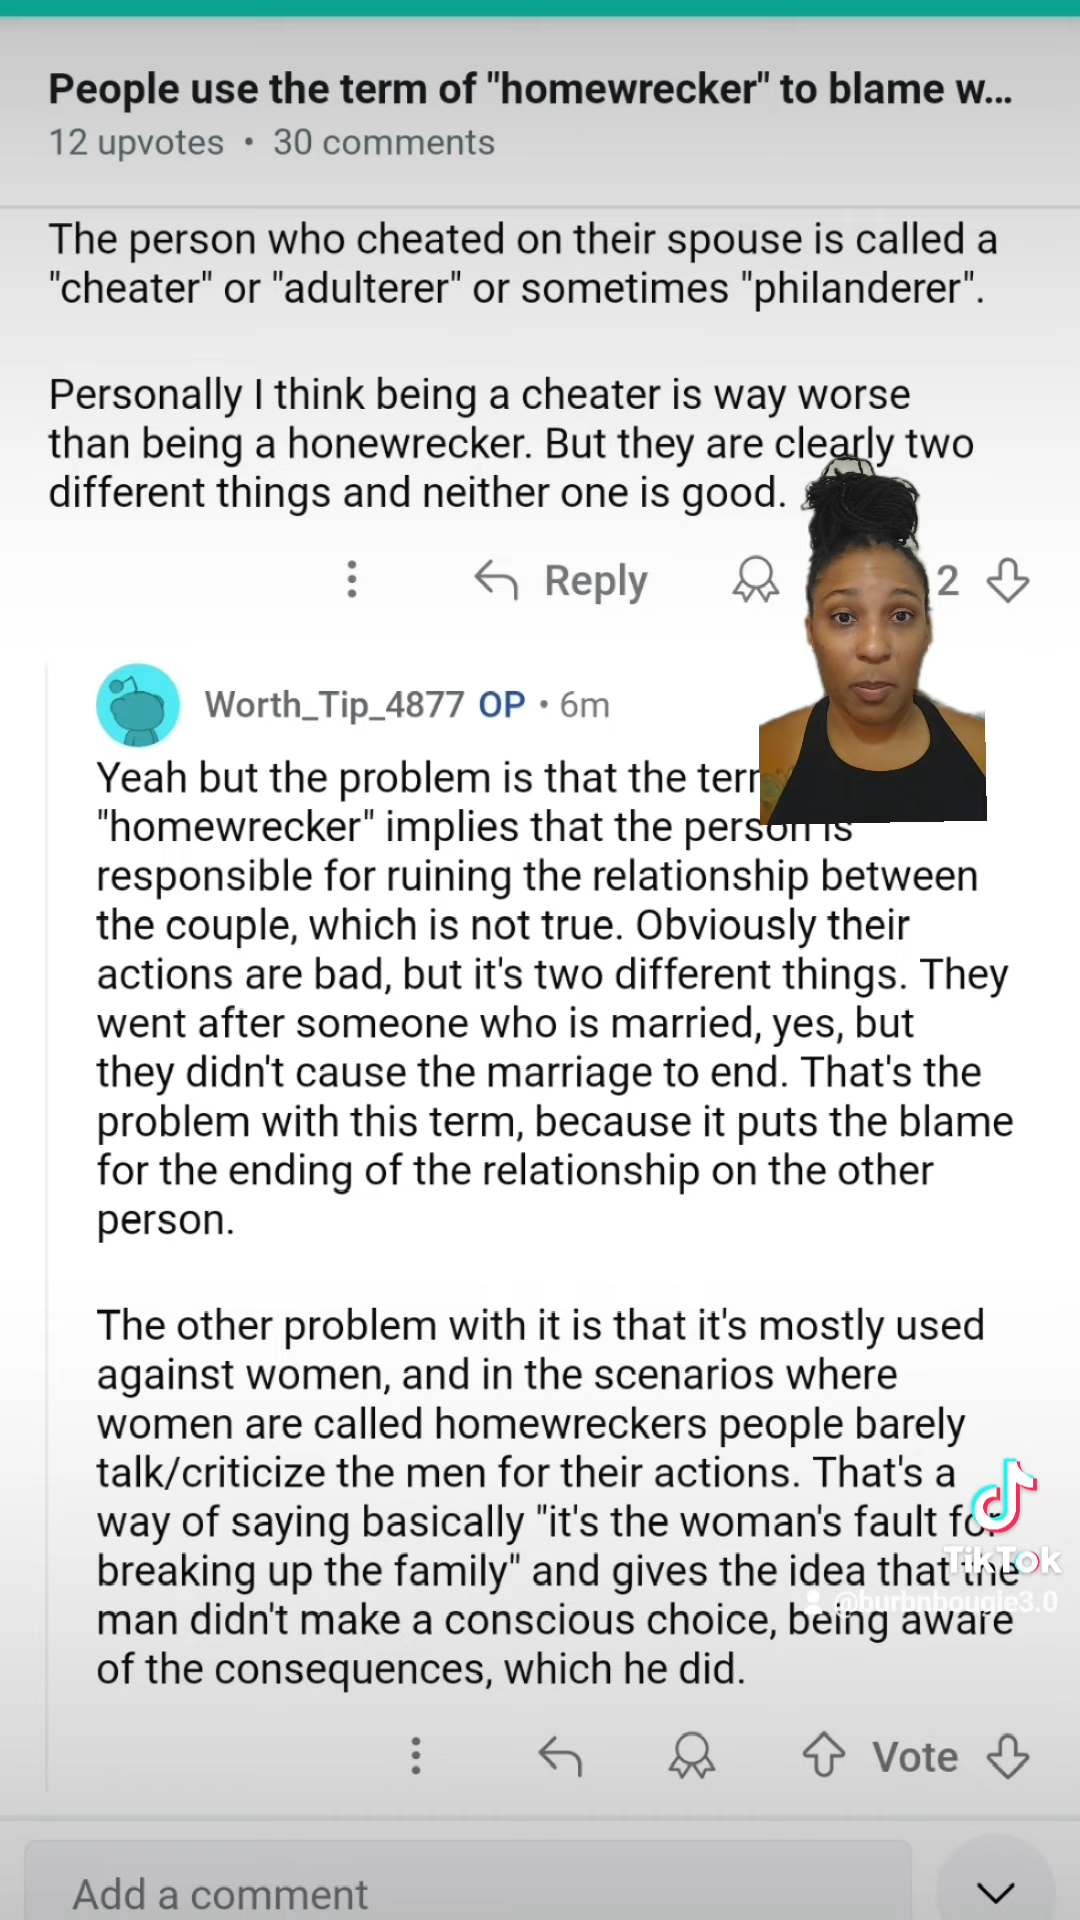 People use the term of "homewrecker" to blame w...
12 upvotes • 30 comments
The person who cheated on their spouse is called a
"cheater" or "adulterer" or sometimes "philanderer".
Personally I think being a cheater is way worse
than being a honewrecker. But they are clearly two
different things and neither one is good.
Reply
2
Worth_Tip_4877 OP • 6m
Yeah but the problem is that the
"homewrecker" implies that the person is
responsible for ruining the relationship between
the couple, which is not true. Obviously their
actions are bad, but it's two different things. They
went after someone who is married, yes, but
they didn't cause the marriage to end. That's the
problem with this term, because it puts the blame
for the ending of the relationship on the other
person.
The other problem with it is that it's mostly used
against women, and in the scenarios where
women are called homewreckers people barely
talk/criticize the men for their actions. That's a
way of saying basically "it's the woman's fault for
breaking up the family" and gives the idea that the
man didn't make a conscious choice, being aware
of the consequences, which he did.
TikTok
@burbnbougie3.0
Vote
Add a comment